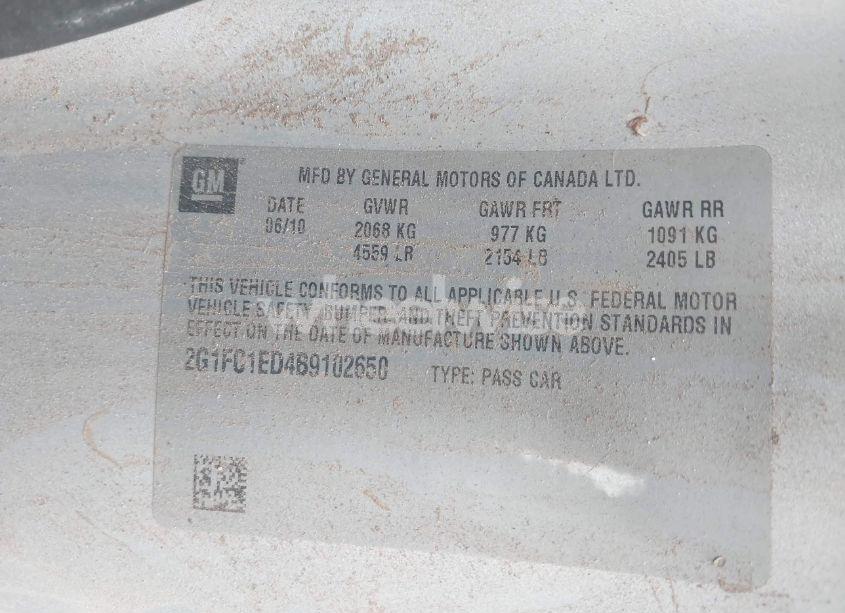 GM
MFD BY GENERAL MOTORS OF CANADA LTD.
DATE GVWR GAWR FRT GAWR RR
06/10 2068 KG 977 KG 1091 KG
4559 LB 2154 LB 2405 LB
THIS VEHICLE CONFORMS TO ALL APPLICABLE U.S. FEDERAL MOTOR
VEHICLE SAFETY, BUMPER, AND THEFT PREVENTION STANDARDS IN
EFFECT ON THE DATE OF MANUFACTURE SHOWN ABOVE.
2G1FC1ED4B9102650 TYPE: PASS CAR